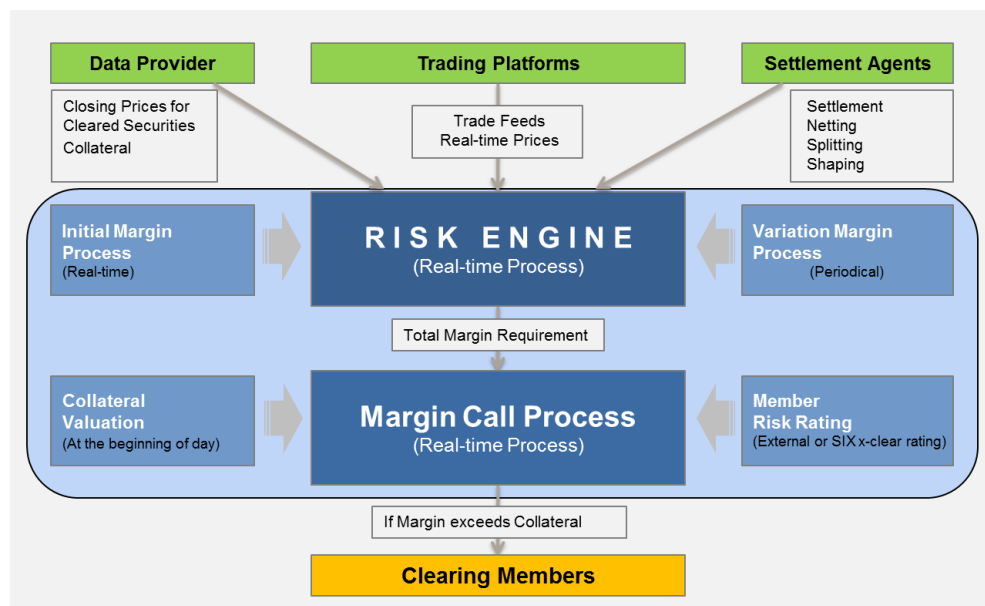 Data Provider
Trading Platforms
Settlement Agents
Closing Prices for
Cleared Securities
Collateral
Trade Feeds
Real-time Prices
Settlement
Netting
Splitting
Shaping
Initial Margin
Process
(Real-time)
RISK ENGINE
(Real-time Process)
Variation Margin
Process
(Periodical)
Total Margin Requirement
Collateral
Valuation
(At the beginning of day)
Margin Call Process
(Real-time Process)
Member
Risk Rating
(External or SIX x-clear rating)
If Margin exceeds Collateral
Clearing Members